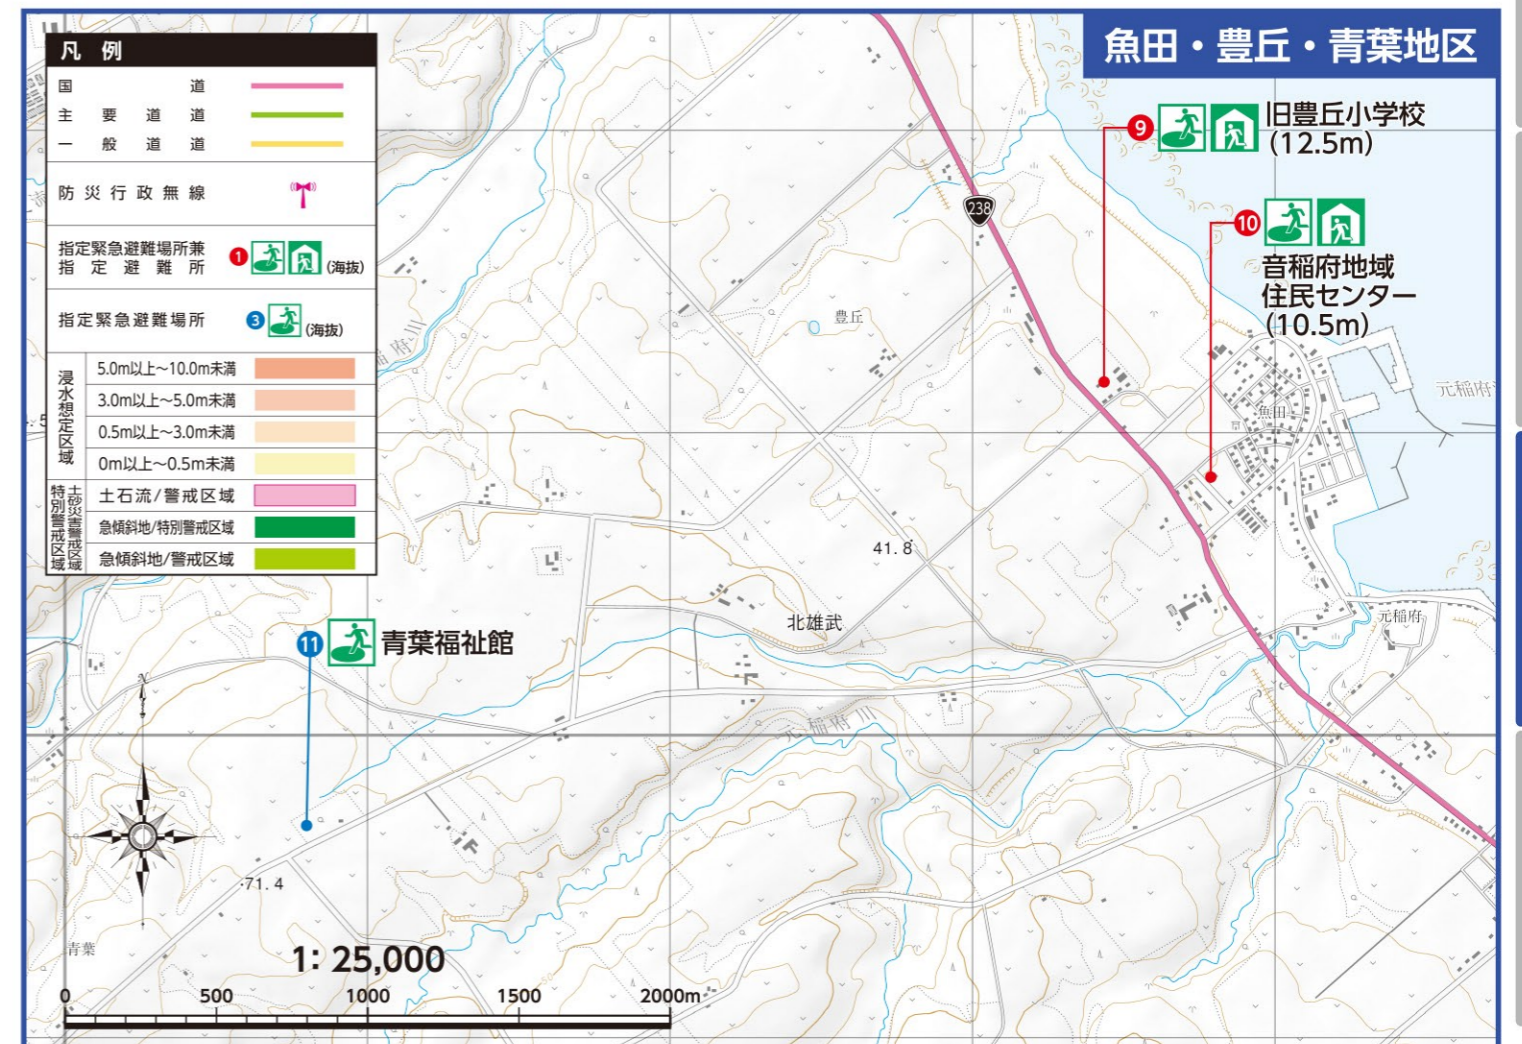 魚田・豊丘・青葉地区
凡 例
国 道
主要道道
一般道道
防災行政無線
指定緊急避難場所兼
指定避難所
1
(海抜)
指定緊急避難場所
3
(海抜)
浸水想定区域
5.0m以上～10.0m未満
3.0m以上～5.0m未満
0.5m以上～3.0m未満
0m以上～0.5m未満
土砂災害警戒区域
特別警戒区域
土石流/警戒区域
急傾斜地/特別警戒区域
急傾斜地/警戒区域
9
旧豊丘小学校
(12.5m)
10
音稲府地域
住民センター
(10.5m)
238
豊丘
魚田
元稲府
41.8
北雄武
元稲府
11
青葉福祉館
元稲府川
50
71.4
青葉
N
1: 25,000
0 500 1000 1500 2000m